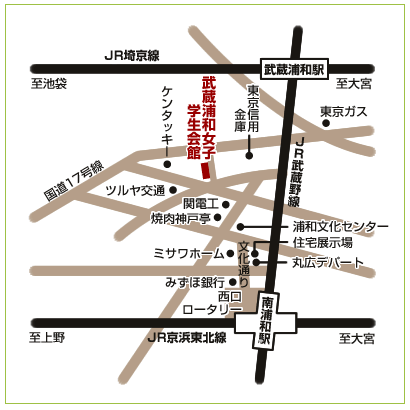 JR埼京線
武蔵浦和駅
至池袋
至大宮
ケンタッキー
武蔵浦和女子
学生会館
東京信用
金庫
東京ガス
JR武蔵野線
国道17号線
ツルヤ交通
関電工
焼肉神戸亭
浦和文化センター
住宅展示場
ミサワホーム
文化通り
丸広デパート
みずほ銀行
西口
ロータリー
南浦和駅
至上野
JR京浜東北線
至大宮